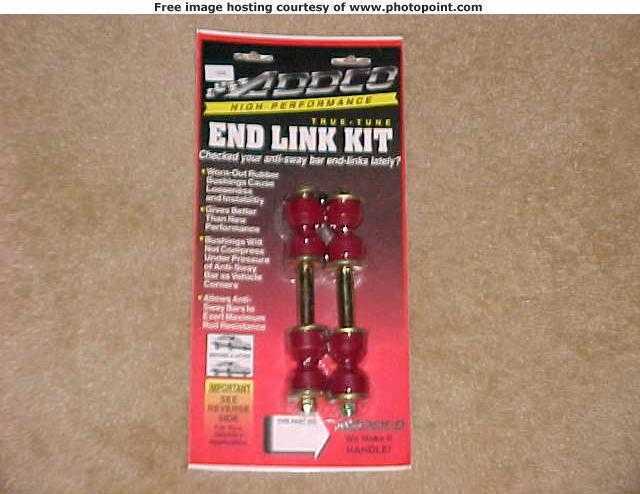 Free image hosting courtesy of www.photopoint.com
ADDCO
HIGH PERFORMANCE
TRUE-TUNE
END LINK KIT
Checked your anti-sway bar end-links lately?
Worn-Out Rubber
Bushings Cause
Looseness
and Instability
Gives Better
Than New
Performance
Bushings Will
Not Compress
Under Pressure
of Anti-Sway
Bar as Vehicle
Corners
Allows Anti-
Sway Bars to
Exert Maximum
Roll Resistance
IMPORTANT
SEE
REVERSE
SIDE
ADDCO
We Make it
HANDLE!